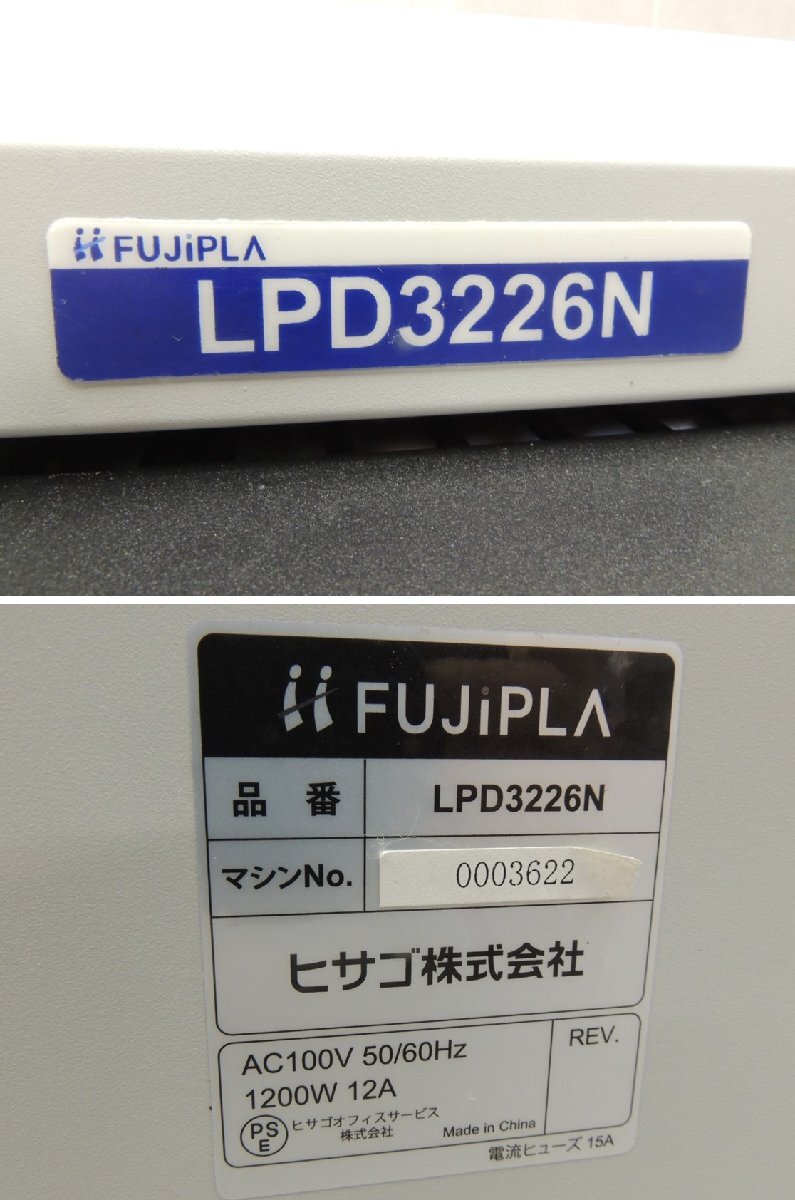 FUJiPLA
LPD3226N
FUJiPLA
品番 LPD3226N
マシンNo. 0003622
ヒサゴ株式会社
AC100V 50/60Hz
1200W 12A
REV.
PSE ヒサゴオフィスサービス
株式会社
Made in China
電流ヒューズ 15A